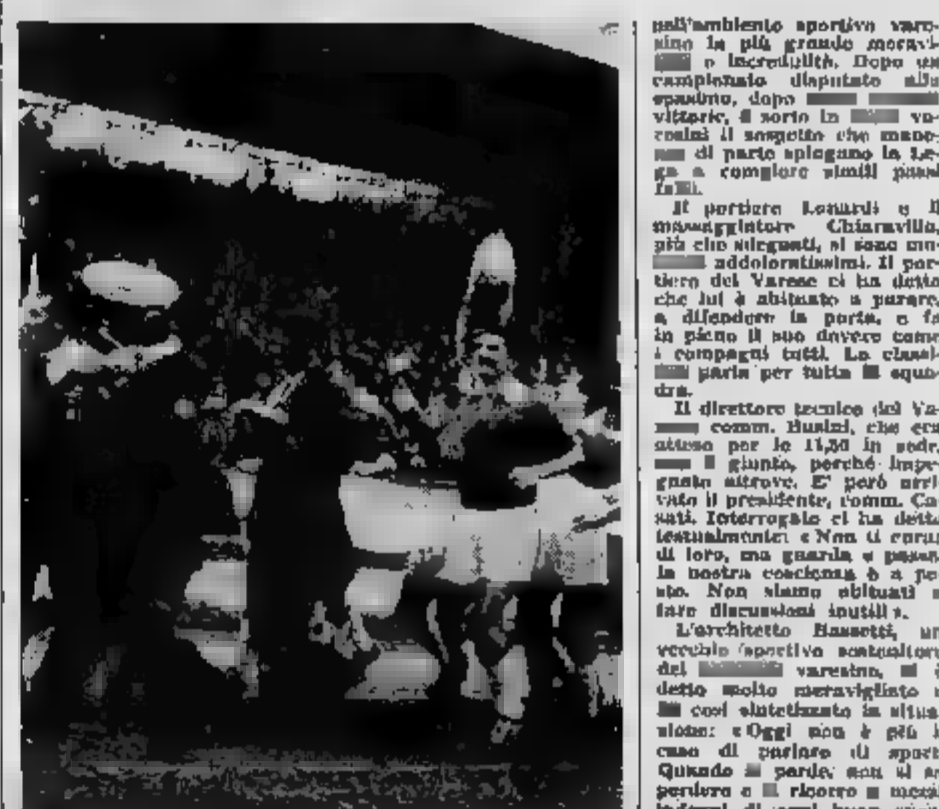 nell'ambiente sportivo vare-
sino la più grande meravi-
e incredulità. Dopo un
campionato disputato allo
spasimo, dopo
vittorie, è sorto in va-
resini il sospetto che mano-
di parte spingano la Le-
ga a compiere simili passi
falsi.
Il portiere Lonardi e il
massaggiatore Chiaravilla,
più che sdegnati, si sono mo-
addoloratissimi. Il por-
tiere del Varese ci ha detto
che lui è abituato a parare,
a difendere la porta, e fa
in pieno il suo dovere come
i compagni tutti. La classi-
parla per tutta squa-
dra.
Il direttore tecnico del Va-
comm. Busini, che era
atteso per le 11,30 in sede,
è giunto, perché impe-
gnato altrove. E' però arri-
vato il presidente, comm. Ca-
sati. Interrogato ci ha detto
testualmente: « Non ti curar
di loro, ma guarda e passa,
la nostra coscienza è a po-
sto. Non siamo abituati a
fare discussioni inutili ».
L'architetto Bassetti, un
vecchio sportivo sostenitore
del varesino, si è
detto molto meravigliato e
ha così sintetizzato la situa-
zione: « Oggi non è più il
caso di parlare di sport
Quando si perde, non si sa
perdere e si ricorre a mezzi